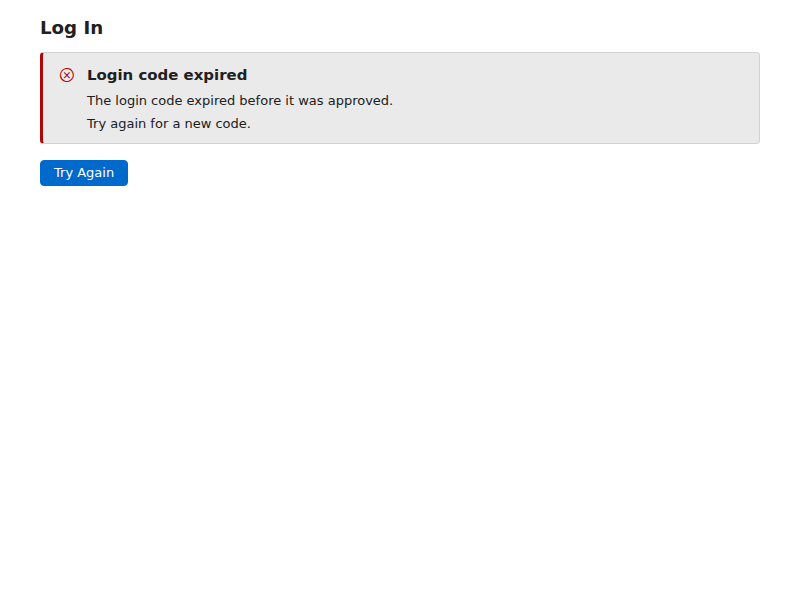 Log In
Login code expired
The login code expired before it was approved.
Try again for a new code.
Try Again